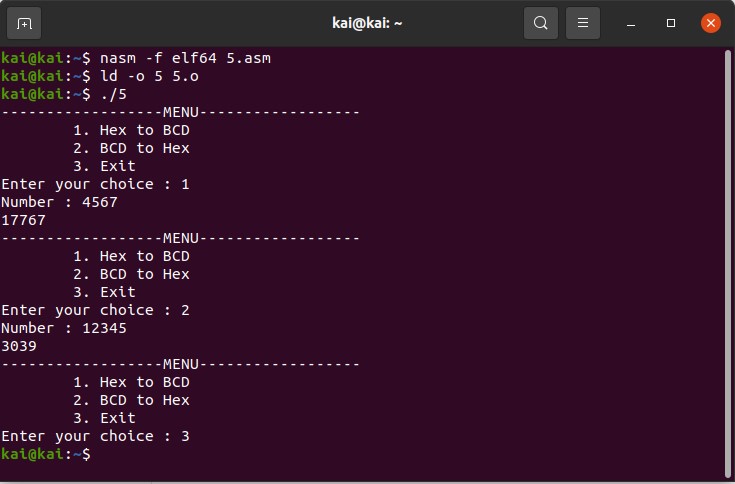 kai@kai: ~
kai@kai:~$ nasm -f elf64 5.asm
kai@kai:~$ ld -o 5 5.o
kai@kai:~$ ./5
------------------MENU------------------
        1. Hex to BCD
        2. BCD to Hex
        3. Exit
Enter your choice : 1
Number : 4567
17767
------------------MENU------------------
        1. Hex to BCD
        2. BCD to Hex
        3. Exit
Enter your choice : 2
Number : 12345
3039
------------------MENU------------------
        1. Hex to BCD
        2. BCD to Hex
        3. Exit
Enter your choice : 3
kai@kai:~$